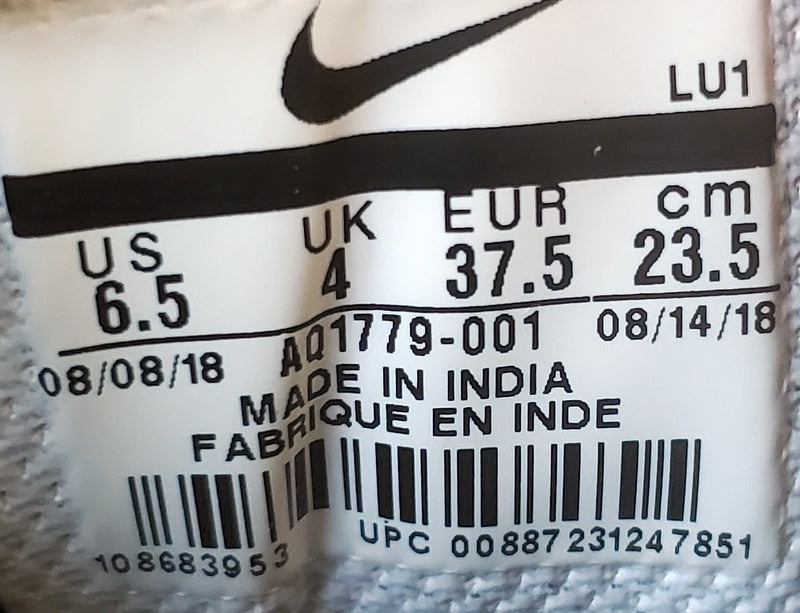 LU1
US UK EUR cm
6.5 4 37.5 23.5
08/08/18 AQ1779-001 08/14/18
MADE IN INDIA
FABRIQUE EN INDE
108683953 UPC 00887231247851